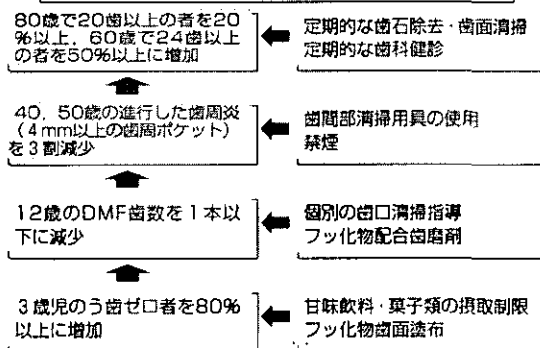 80歳で20歯以上の者を20
%以上，60歳で24歯以上
の者を50%以上に増加
定期的な歯石除去・歯面清掃
定期的な歯科健診
40，50歳の進行した歯周炎
（4mm以上の歯周ポケット）
を3割減少
歯間部清掃用具の使用
禁煙
12歳のDMF歯数を1本以
下に減少
個別の歯口清掃指導
フッ化物配合歯磨剤
3歳児のう歯ゼロ者を80%
以上に増加
甘味飲料・菓子類の摂取制限
フッ化物歯面塗布